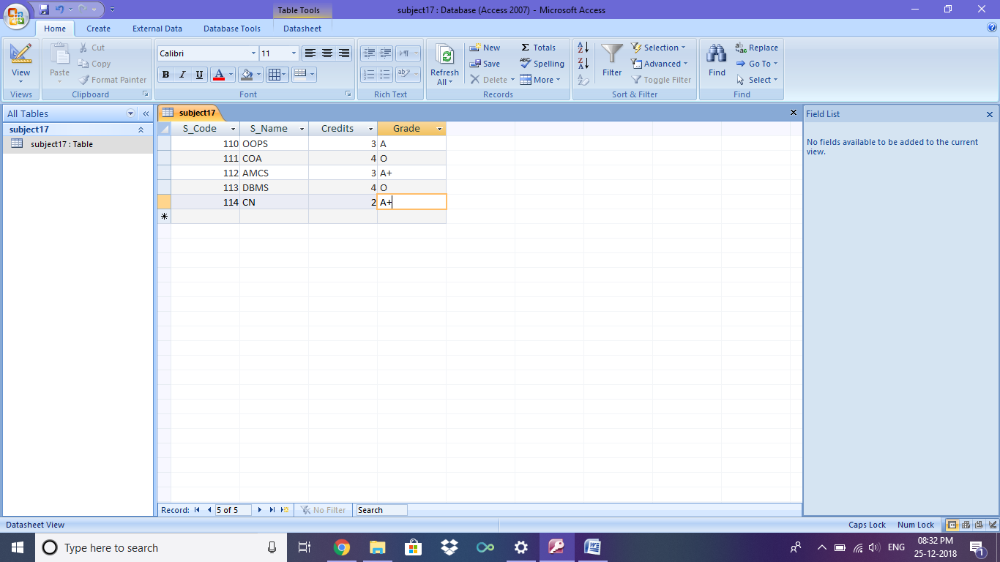 Table Tools
subject17 : Database (Access 2007) - Microsoft Access
Home Create External Data Database Tools Datasheet
View
Views
Paste
Cut
Copy
Format Painter
Clipboard
Calibri 11
B I U A
Font
Rich Text
Refresh All
New
Save
Delete
Totals
Spelling
More
Records
Filter
Selection
Advanced
Toggle Filter
Sort & Filter
Find
Replace
Go To
Select
Find
All Tables
subject17
subject17 : Table
subject17
S_Code S_Name Credits Grade
110 OOPS 3 A
111 COA 4 O
112 AMCS 3 A+
113 DBMS 4 O
114 CN 2 A+
Field List
No fields available to be added to the current
view.
Record: 5 of 5 No Filter Search
Datasheet View Caps Lock Num Lock
Type here to search
ENG
08:32 PM
25-12-2018
1